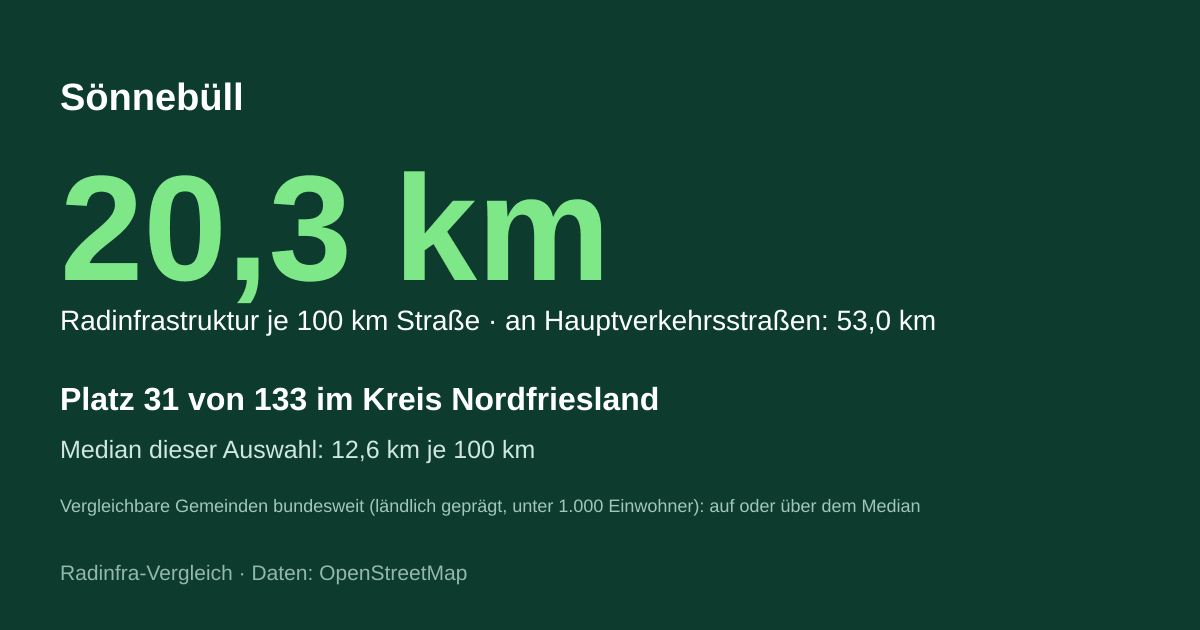 Sönnebüll
20,3 km
Radinfrastruktur je 100 km Straße · an Hauptverkehrsstraßen: 53,0 km
Platz 31 von 133 im Kreis Nordfriesland
Median dieser Auswahl: 12,6 km je 100 km
Vergleichbare Gemeinden bundesweit (ländlich geprägt, unter 1.000 Einwohner): auf oder über dem Median
Radinfra-Vergleich · Daten: OpenStreetMap